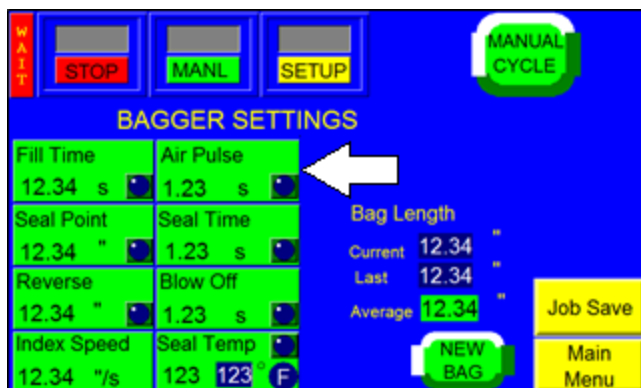 WAIT
STOP
MANL
SETUP
MANUAL
CYCLE
BAGGER SETTINGS
Fill Time
12.34 s
Air Pulse
1.23 s
Seal Point
12.34 "
Seal Time
1.23 s
Reverse
12.34 "
Blow Off
1.23 s
Index Speed
12.34 "/s
Seal Temp
123 123 ° F
Bag Length
Current 12.34 "
Last 12.34 "
Average 12.34 "
NEW
BAG
Job Save
Main
Menu